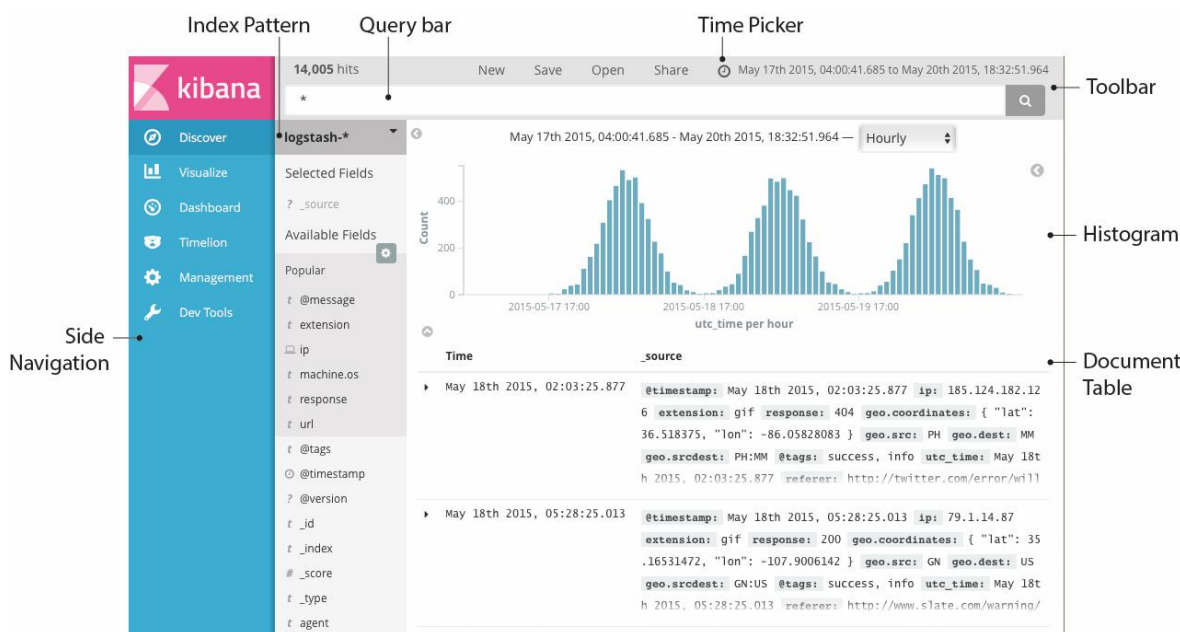 Index Pattern Query bar Time Picker
kibana
14,005 hits New Save Open Share May 17th 2015, 04:00:41.685 to May 20th 2015, 18:32:51.964
*
Toolbar
Discover
Visualize
Dashboard
Timelion
Management
Dev Tools
Side
Navigation
logstash-*
Selected Fields
? _source
Available Fields
Popular
t @message
t extension
ip
t machine.os
t response
t url
t @tags
@timestamp
? @version
t _id
t _index
# _score
t _type
t agent
May 17th 2015, 04:00:41.685 - May 20th 2015, 18:32:51.964 — Hourly
Count
400
200
0
2015-05-17 17:00 2015-05-18 17:00 2015-05-19 17:00
utc_time per hour
Histogram
Time _source
Document
Table
May 18th 2015, 02:03:25.877 @timestamp: May 18th 2015, 02:03:25.877 ip: 185.124.182.12
6 extension: gif response: 404 geo.coordinates: { "lat":
36.518375, "lon": -86.05828083 } geo.src: PH geo.dest: MM
geo.srcdest: PH:MM @tags: success, info utc_time: May 18t
h 2015, 02:03:25.877 referer: http://twitter.com/error/will
May 18th 2015, 05:28:25.013 @timestamp: May 18th 2015, 05:28:25.013 ip: 79.1.14.87
extension: gif response: 200 geo.coordinates: { "lat": 35
.16531472, "lon": -107.9006142 } geo.src: GN geo.dest: US
geo.srcdest: GN:US @tags: success, info utc_time: May 18t
h 2015, 05:28:25.013 referer: http://www.slate.com/warning/